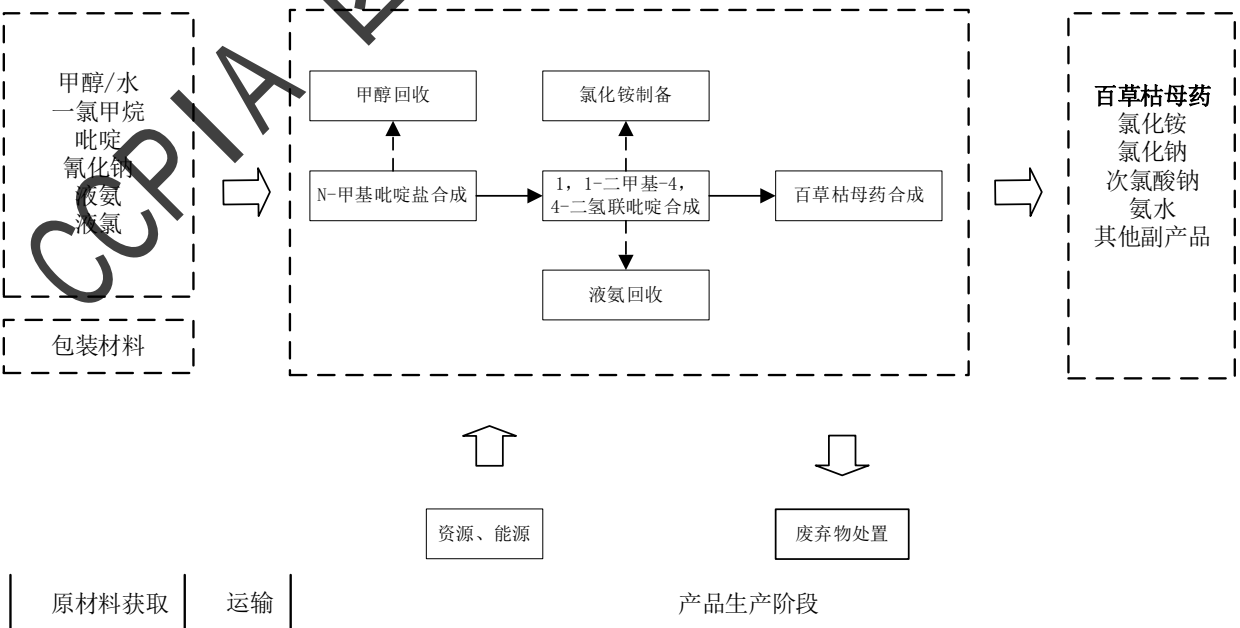 甲醇/水
一氯甲烷
吡啶
氰化钠
液氨
液氯
包装材料
甲醇回收
氯化铵制备
N-甲基吡啶盐合成
1，1-二甲基-4，
4-二氢联吡啶合成
百草枯母药合成
液氨回收
百草枯母药
氯化铵
氯化钠
次氯酸钠
氨水
其他副产品
资源、能源
废弃物处置
原材料获取
运输
产品生产阶段
CCPIA